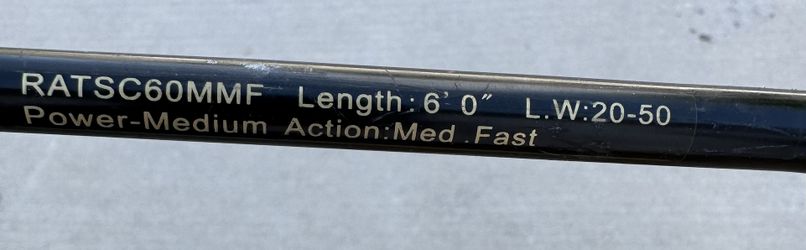 RATSC60MMF Length: 6' 0" L.W:20-50
Power-Medium Action:Med .Fast